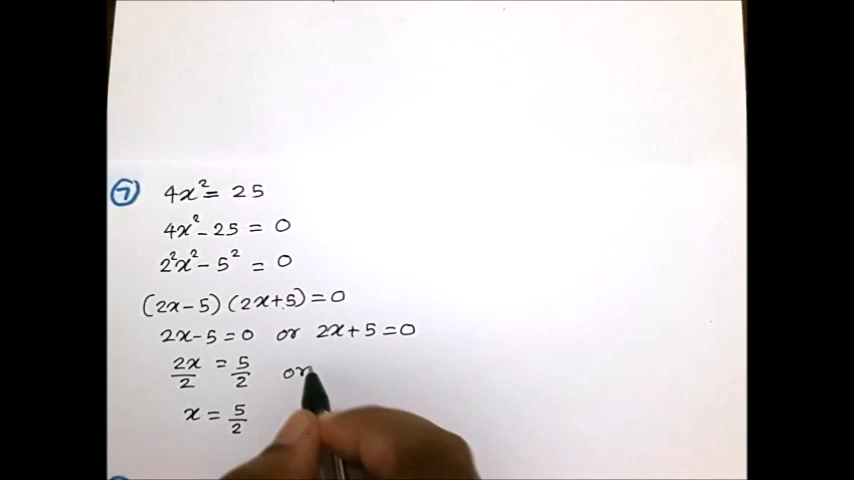 7 4x² = 25
4x² - 25 = 0
2²x² - 5² = 0
(2x - 5) (2x + 5) = 0
2x - 5 = 0 or 2x + 5 = 0
2x/2 = 5/2 or
x = 5/2